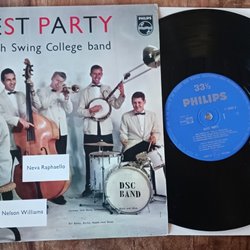 EST PARTY
PHILIPS
h Swing College band
Neva Raphaello
Nelson Williams
DSC
BAND
33⅓
PHILIPS